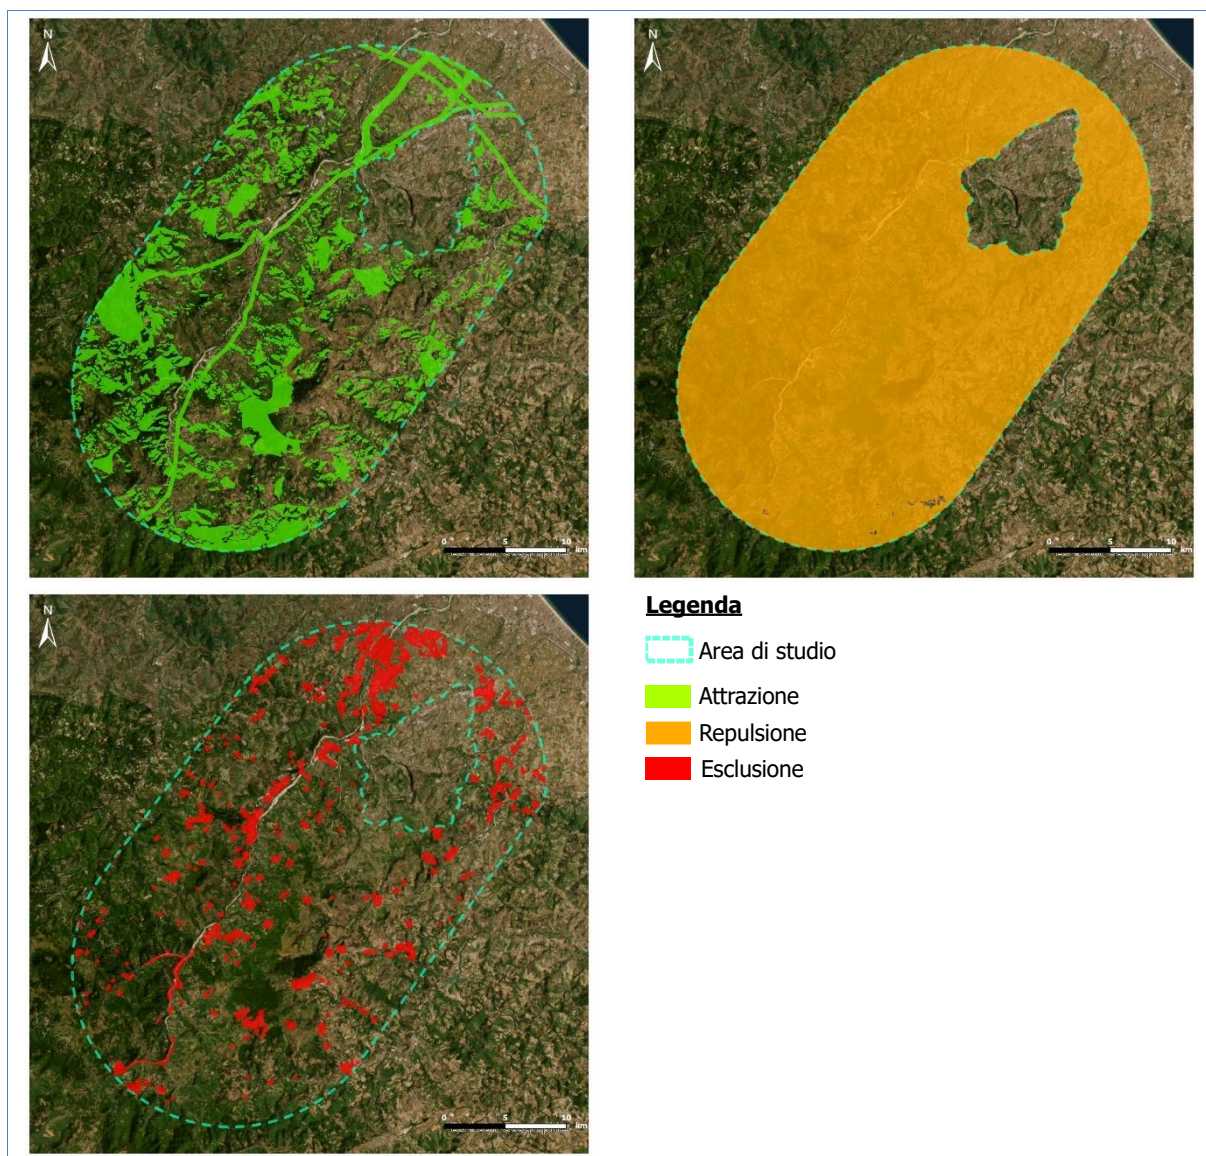 N
0 5 10
km
N
0 5 10
km
N
0 5 10
km
Legenda
Area di studio
Attrazione
Repulsione
Esclusione